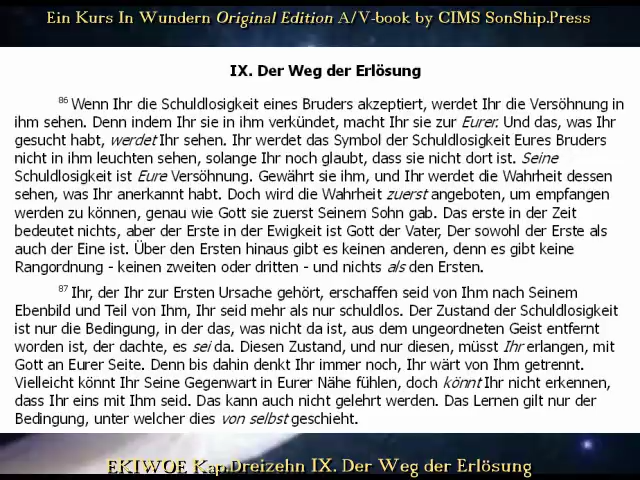 Ein Kurs In Wundern Original Edition A/V-book by CIMS SonShip.Press
IX. Der Weg der Erlösung
86 Wenn Ihr die Schuldlosigkeit eines Bruders akzeptiert, werdet Ihr die Versöhnung in
ihm sehen. Denn indem Ihr sie in ihm verkündet, macht Ihr sie zur Eurer. Und das, was Ihr
gesucht habt, werdet Ihr sehen. Ihr werdet das Symbol der Schuldlosigkeit Eures Bruders
nicht in ihm leuchten sehen, solange Ihr noch glaubt, dass sie nicht dort ist. Seine
Schuldlosigkeit ist Eure Versöhnung. Gewährt sie ihm, und Ihr werdet die Wahrheit dessen
sehen, was Ihr anerkannt habt. Doch wird die Wahrheit zuerst angeboten, um empfangen
werden zu können, genau wie Gott sie zuerst Seinem Sohn gab. Das erste in der Zeit
bedeutet nichts, aber der Erste in der Ewigkeit ist Gott der Vater, Der sowohl der Erste als
auch der Eine ist. Über den Ersten hinaus gibt es keinen anderen, denn es gibt keine
Rangordnung - keinen zweiten oder dritten - und nichts als den Ersten.
87 Ihr, der Ihr zur Ersten Ursache gehört, erschaffen seid von Ihm nach Seinem
Ebenbild und Teil von Ihm, Ihr seid mehr als nur schuldlos. Der Zustand der Schuldlosigkeit
ist nur die Bedingung, in der das, was nicht da ist, aus dem ungeordneten Geist entfernt
worden ist, der dachte, es sei da. Diesen Zustand, und nur diesen, müsst Ihr erlangen, mit
Gott an Eurer Seite. Denn bis dahin denkt Ihr immer noch, Ihr wärt von Ihm getrennt.
Vielleicht könnt Ihr Seine Gegenwart in Eurer Nähe fühlen, doch könnt Ihr nicht erkennen,
dass Ihr eins mit Ihm seid. Das kann auch nicht gelehrt werden. Das Lernen gilt nur der
Bedingung, unter welcher dies von selbst geschieht.
EKIWOE Kap.Dreizehn IX. Der Weg der Erlösung